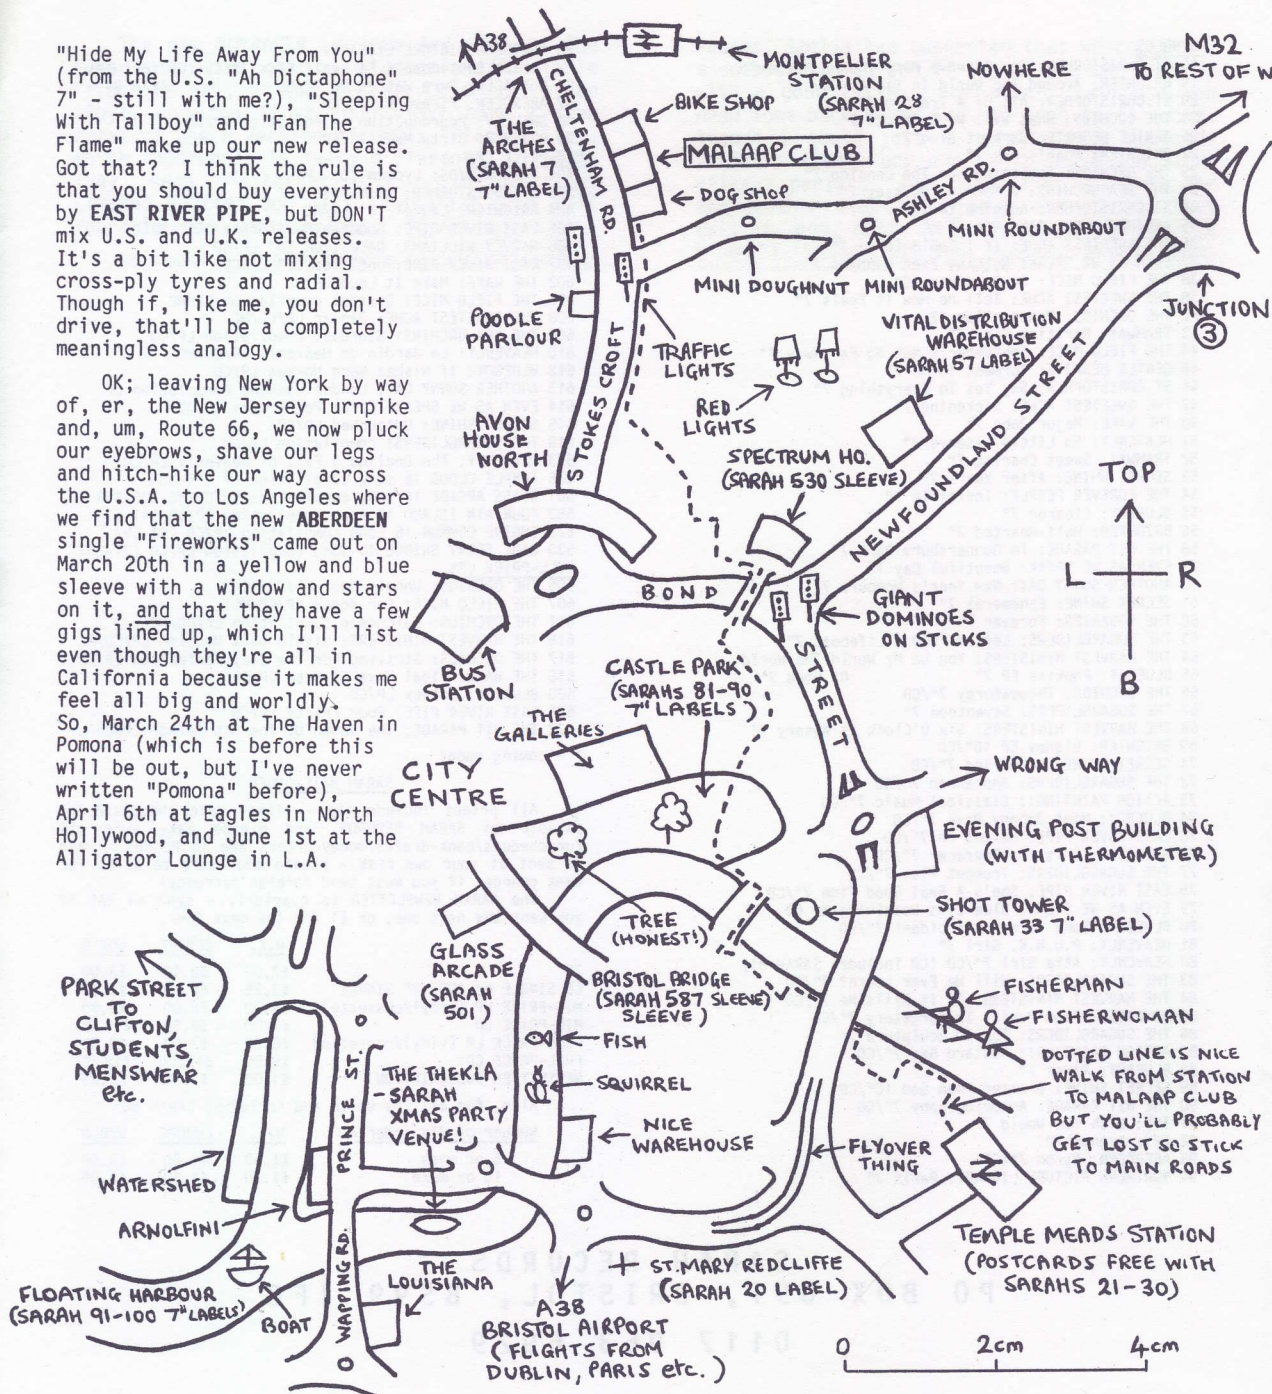 "Hide My Life Away From You"
(from the U.S. "Ah Dictaphone"
7" - still with me?), "Sleeping
With Tallboy" and "Fan The
Flame" make up our new release.
Got that?  I think the rule is
that you should buy everything
by EAST RIVER PIPE, but DON'T
mix U.S. and U.K. releases.
It's a bit like not mixing
cross-ply tyres and radial..
Though if, like me, you don't
drive, that'll be a completely
meaningless analogy.
OK; leaving New York by way
of, er, the New Jersey Turnpike
and, um, Route 66, we now pluck
our eyebrows, shave our legs
and hitch-hike our way across
the U.S.A. to Los Angeles where
we find that the new ABERDEEN
single "Fireworks" came out on
March 20th in a yellow and blue
sleeve with a window and stars
on it, and that they have a few
gigs lined up, which I'll list
even though they're all in
California because it makes me
feel all big and worldly.
So, March 24th at The Haven in
Pomona (which is before this
will be out, but I've never
written "Pomona" before),
April 6th at Eagles in North
Hollywood, and June 1st at the
Alligator Lounge in L.A.
A38
CHELTENHAM RD.
THE
ARCHES
(SARAH 7
7" LABEL)
BIKE SHOP
MALAAP CLUB
DOG SHOP
MONTPELIER
STATION
(SARAH 28
7" LABEL)
NOWHERE
M32
TO REST OF W
ASHLEY RD.
MINI ROUNDABOUT
MINI DOUGHNUT
MINI ROUNDABOUT
JUNCTION
3
POODLE
PARLOUR
STOKES CROFT
TRAFFIC
LIGHTS
RED
LIGHTS
VITAL DISTRIBUTION
WAREHOUSE
(SARAH 57 LABEL)
NEWFOUNDLAND STREET
AVON
HOUSE
NORTH
SPECTRUM HO.
(SARAH 530 SLEEVE)
TOP
L
R
B
BOND
STREET
GIANT
DOMINOES
ON STICKS
BUS
STATION
CASTLE PARK
(SARAHS 81-90
7" LABELS)
THE
GALLERIES
CITY
CENTRE
WRONG WAY
EVENING POST BUILDING
(WITH THERMOMETER)
TREE
(HONEST!)
SHOT TOWER
(SARAH 33 7" LABEL)
GLASS
ARCADE
(SARAH
501)
BRISTOL BRIDGE
(SARAH 587 SLEEVE)
SLEEVE)
FISHERMAN
FISHERWOMAN
PARK STREET
TO
CLIFTON,
STUDENTS,
MENSWEAR
etc.
PRINCE ST.
FISH
SQUIRREL
NICE
WAREHOUSE
THE THEKLA
-SARAH
XMAS PARTY
VENUE!
DOTTED LINE IS NICE
WALK FROM STATION
TO MALAAP CLUB
BUT YOU'LL PROBABLY
GET LOST SO STICK
TO MAIN ROADS
FLYOVER
THING
WATERSHED
ARNOLFINI
WAPPING RD.
TEMPLE MEADS STATION
(POSTCARDS FREE WITH
SARAHS 21-30)
FLOATING HARBOUR
(SARAH 91-100 7" LABELS)
BOAT
THE
LOUISIANA
ST. MARY REDCLIFFE
(SARAH 20 LABEL)
A38
BRISTOL AIRPORT
(FLIGHTS FROM
DUBLIN, PARIS etc.)
0 2cm 4cm